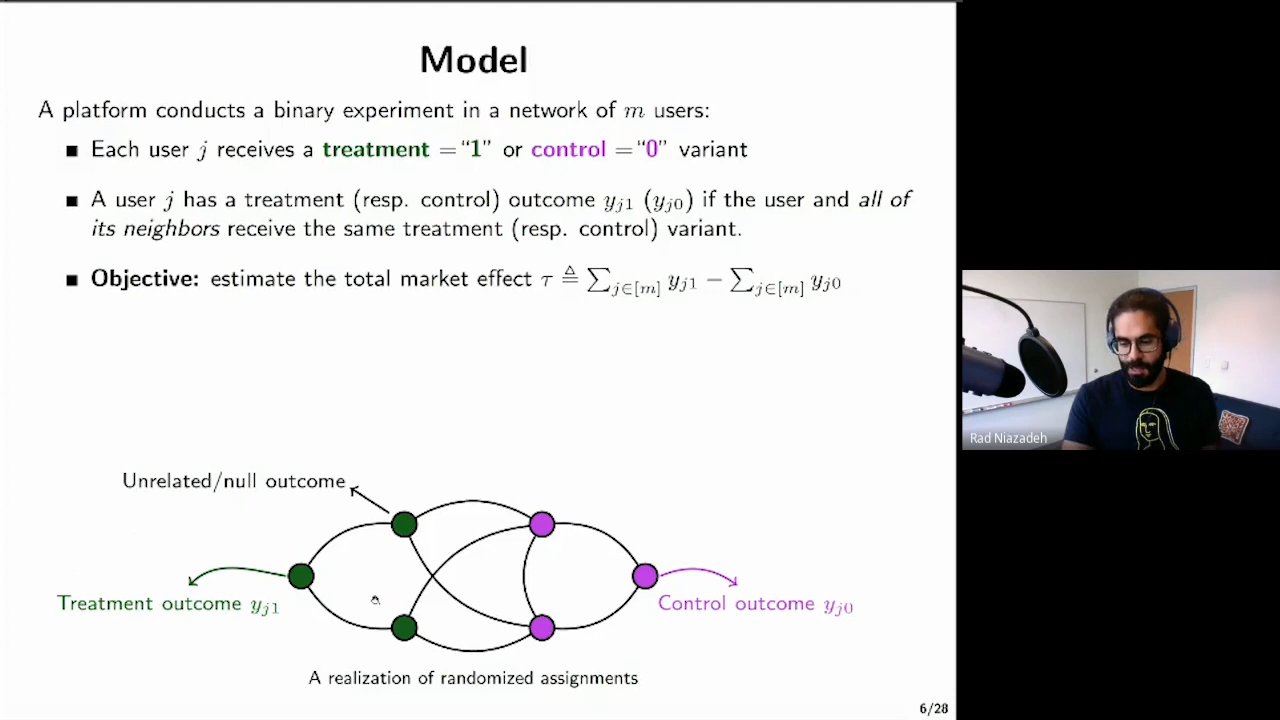 Model
A platform conducts a binary experiment in a network of m users:
■ Each user j receives a treatment = “1” or control = “0” variant
■ A user j has a treatment (resp. control) outcome y_{j1} (y_{j0}) if the user and all of
its neighbors receive the same treatment (resp. control) variant.
■ Objective: estimate the total market effect τ ≜ ∑_{j∈[m]} y_{j1} − ∑_{j∈[m]} y_{j0}
Unrelated/null outcome
Treatment outcome y_{j1}
Control outcome y_{j0}
A realization of randomized assignments
6/28
Rad Niazadeh